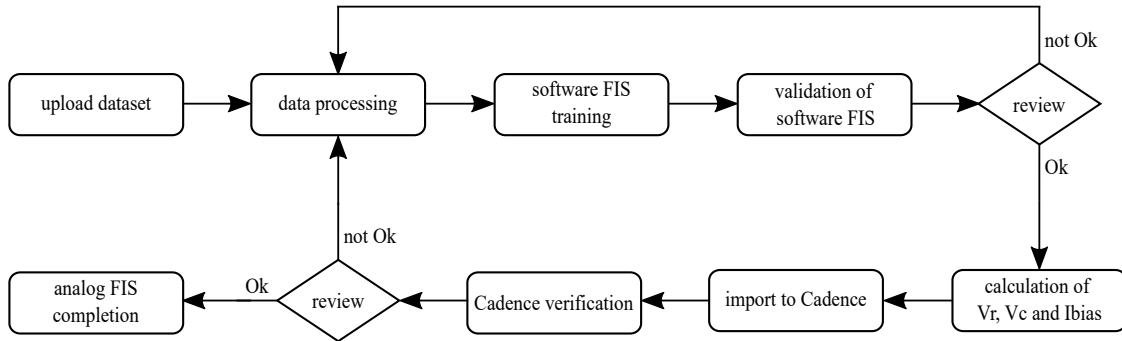 not Ok
upload dataset
data processing
software FIS
training
validation of
software FIS
review
Ok
not Ok
analog FIS
completion
Ok
review
Cadence verification
import to Cadence
calculation of
Vr, Vc and Ibias